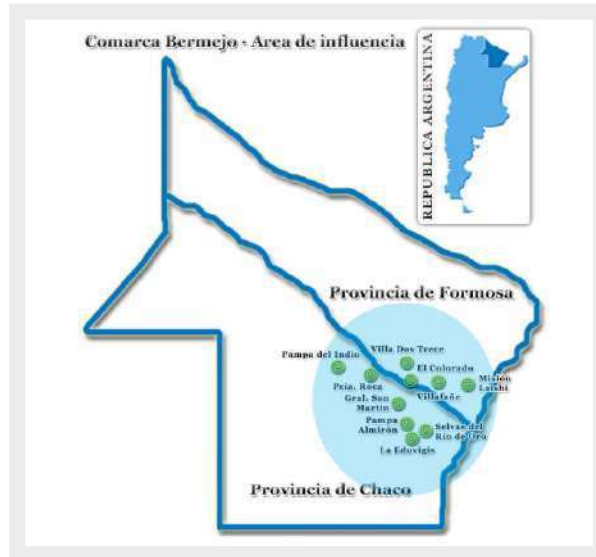 Comarca Bermejo - Area de influencia
REPUBLICA ARGENTINA
Provincia de Formosa
Villa Dos Trece
Pampa del Indio
El Colorado
Pcia. Roca
Misión
Laishi
Villafañe
Gral. San
Martín
Pampa
Almirón
Selvas del
Rio de Oro
La Eduvigis
Provincia de Chaco